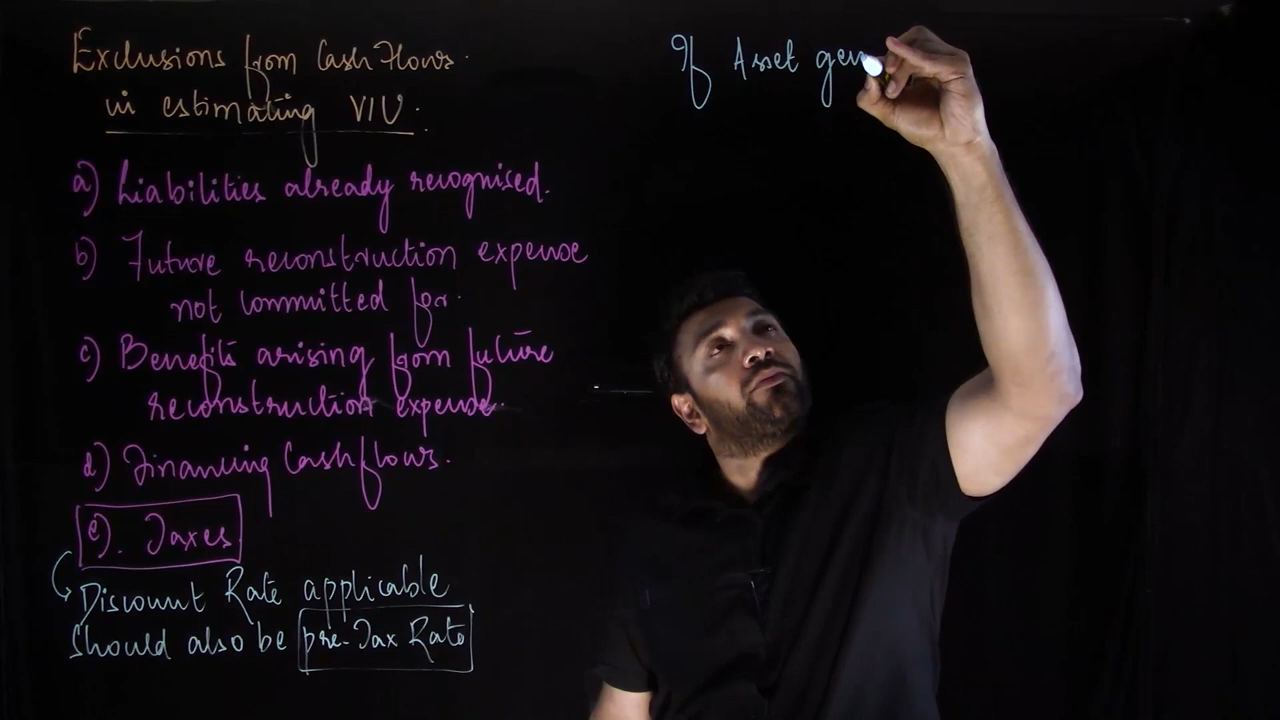 Exclusions from Cash Flows
in estimating VIU.
a) Liabilities already recognised.
b) Future reconstruction expense
not committed for.
c) Benefits arising from future
reconstruction expense.
d) Financing Cashflows.
e). Taxes
Discount Rate applicable
should also be pre-Tax Rate
If Asset gen